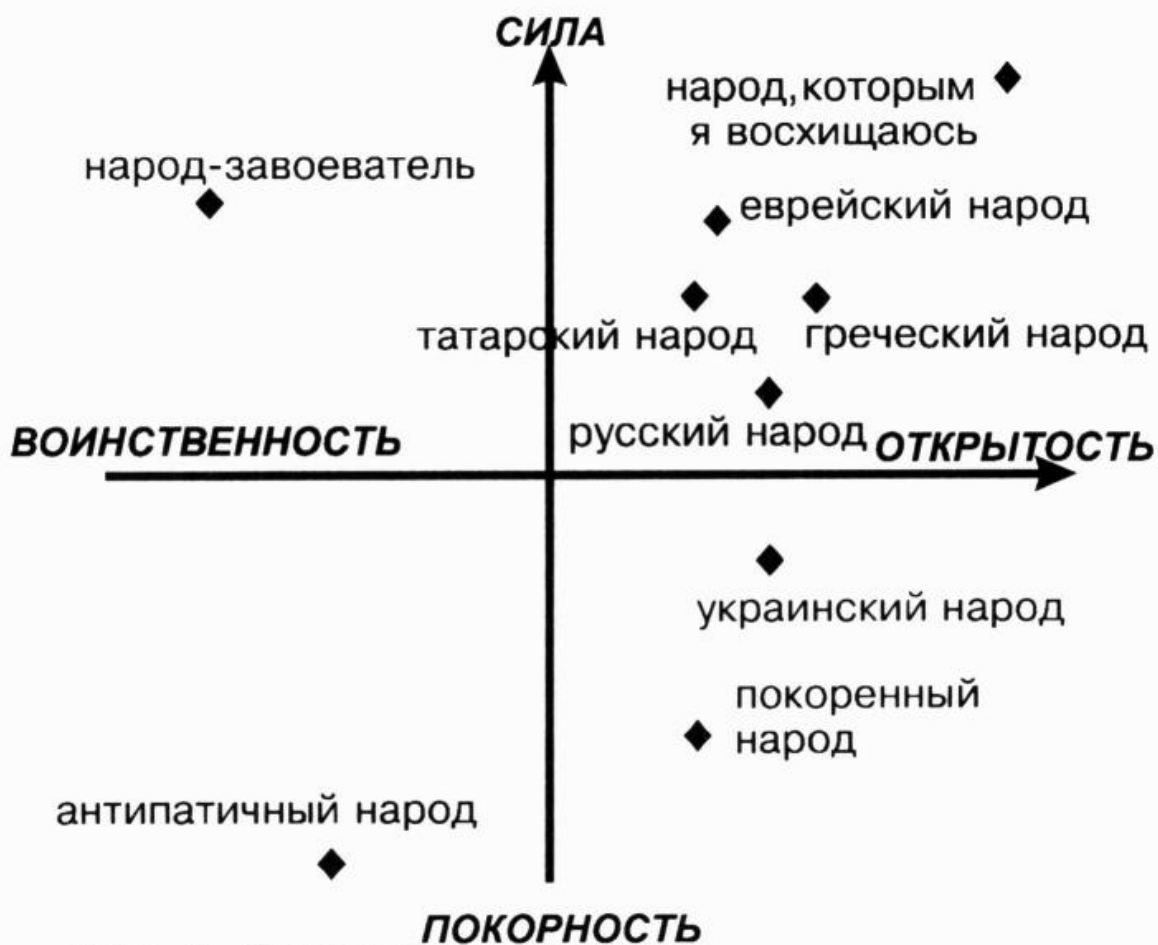 СИЛА
народ, которым
я восхищаюсь
народ-завоеватель
еврейский народ
татарский народ
греческий народ
русский народ
ВОИНСТВЕННОСТЬ
ОТКРЫТОСТЬ
украинский народ
покоренный
народ
антипатичный народ
ПОКОРНОСТЬ